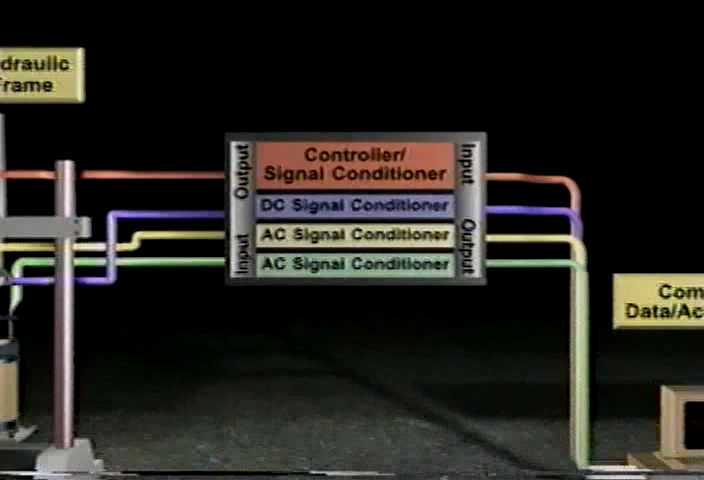 draulic
Frame
Output
Input
Controller/
Signal Conditioner
DC Signal Conditioner
AC Signal Conditioner
AC Signal Conditioner
Input
Output
Com
Data/Ac